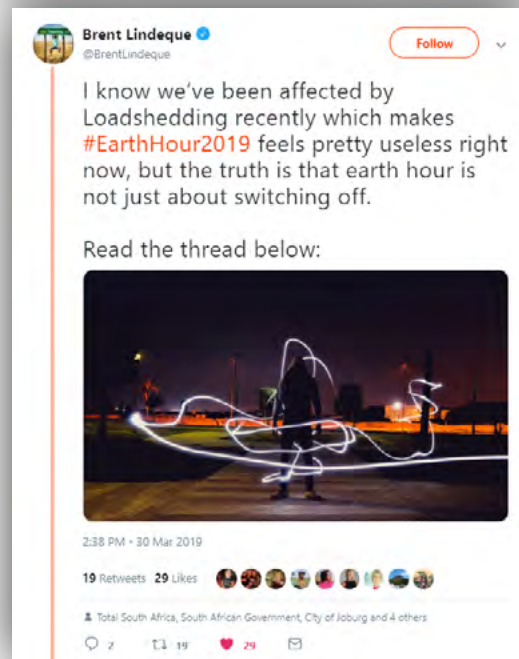 Brent Lindeque
@BrentLindeque
Follow
I know we've been affected by
Loadshedding recently which makes
#EarthHour2019 feels pretty useless right
now, but the truth is that earth hour is
not just about switching off.
Read the thread below:
2:38 PM - 30 Mar 2019
19 Retweets 29 Likes
Total South Africa, South African Government, City of Joburg and 4 others
2 19 29